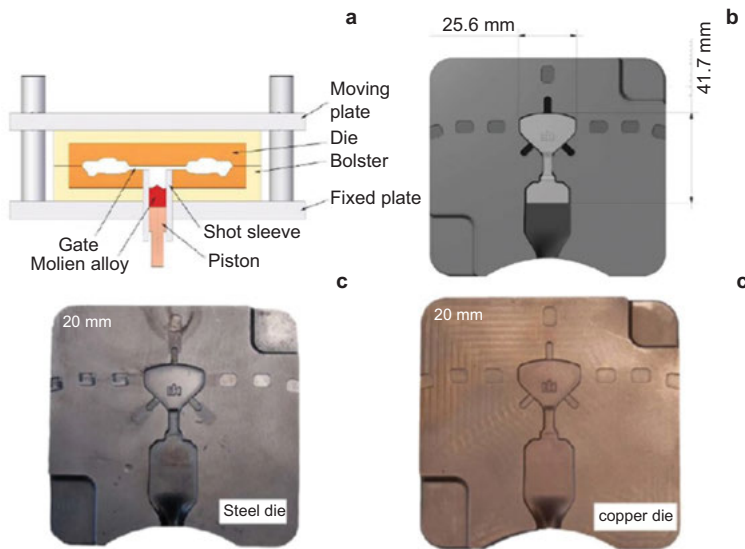 a
Moving
plate
Die
Bolster
Fixed plate
Shot sleeve
Gate
Molien alloy
Piston
b
25.6 mm
41.7 mm
c
20 mm
Steel die
20 mm
copper die